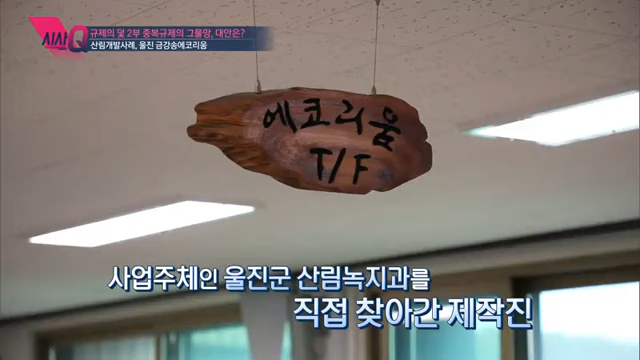 시사Q
규제의 덫 2부 중복규제의 그물망, 대안은?
산림개발사례, 울진 금강송에코리움
에코리움
T/F
사업주체인 울진군 산림녹지과를
직접 찾아간 제작진